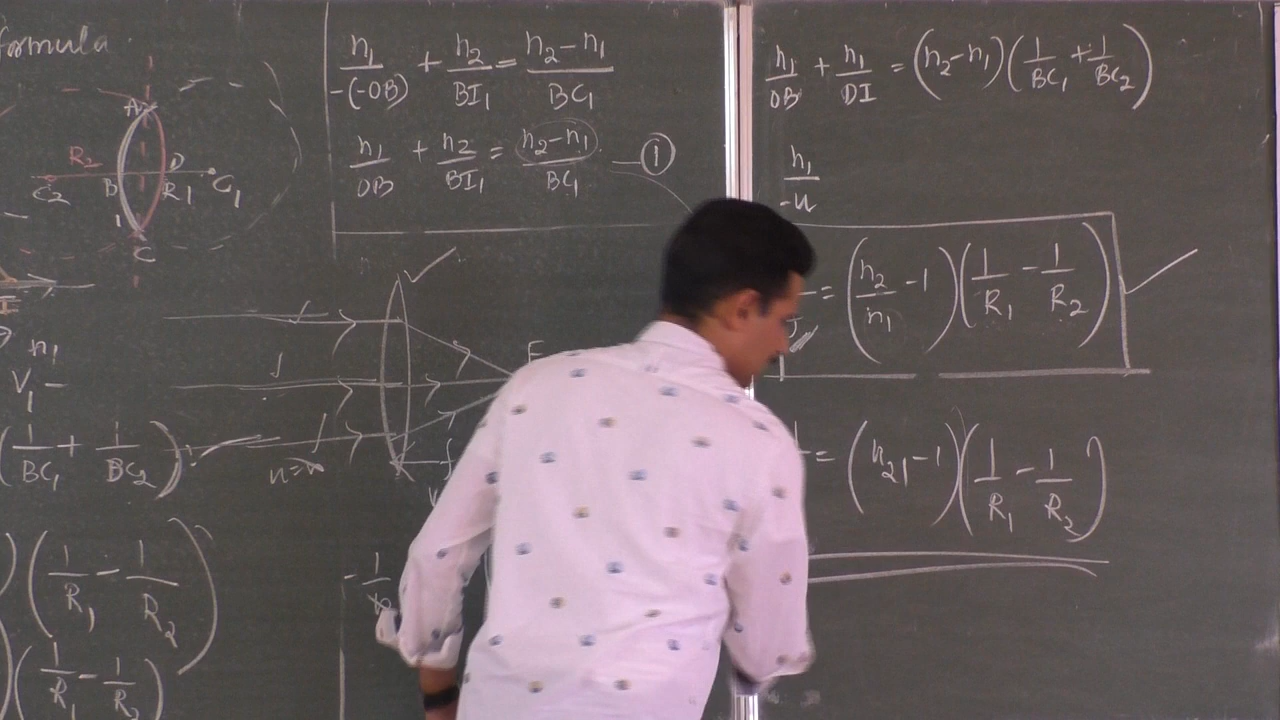 formula
A
R₂
D
C₂
B
R₁
C₁
C
n₁
V₁ -
(1/BC₁ + 1/BC₂)
(1/R₁ - 1/R₂)
(1/R₁ - 1/R₂)
n₁/-(-OB) + n₂/BI₁ = n₂-n₁/BC₁
n₁/OB + n₂/BI₁ = n₂-n₁/BC₁ —①
F
f
n₁/OB + n₁/DI = (n₂-n₁)(1/BC₁ + 1/BC₂)
n₁/-u
= (n₂/n₁ - 1)(1/R₁ - 1/R₂)
= (n₂₁ - 1)(1/R₁ - 1/R₂)